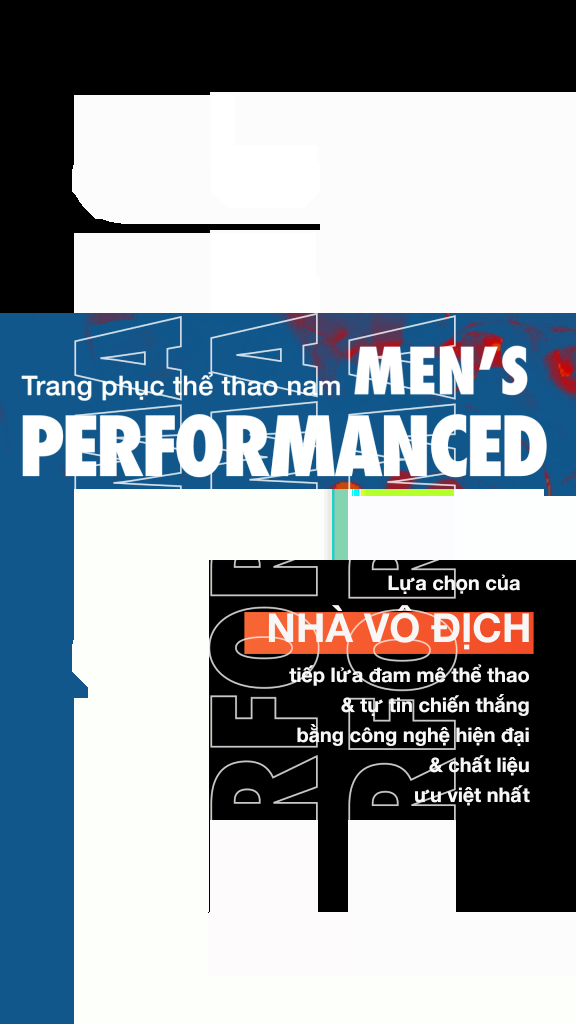 Trang phục thể thao nam MEN'S
PERFORMANCED
Lựa chọn của
NHÀ VÔ ĐỊCH
tiếp lửa đam mê thể thao
& tự tin chiến thắng
bằng công nghệ hiện đại
& chất liệu
ưu việt nhất